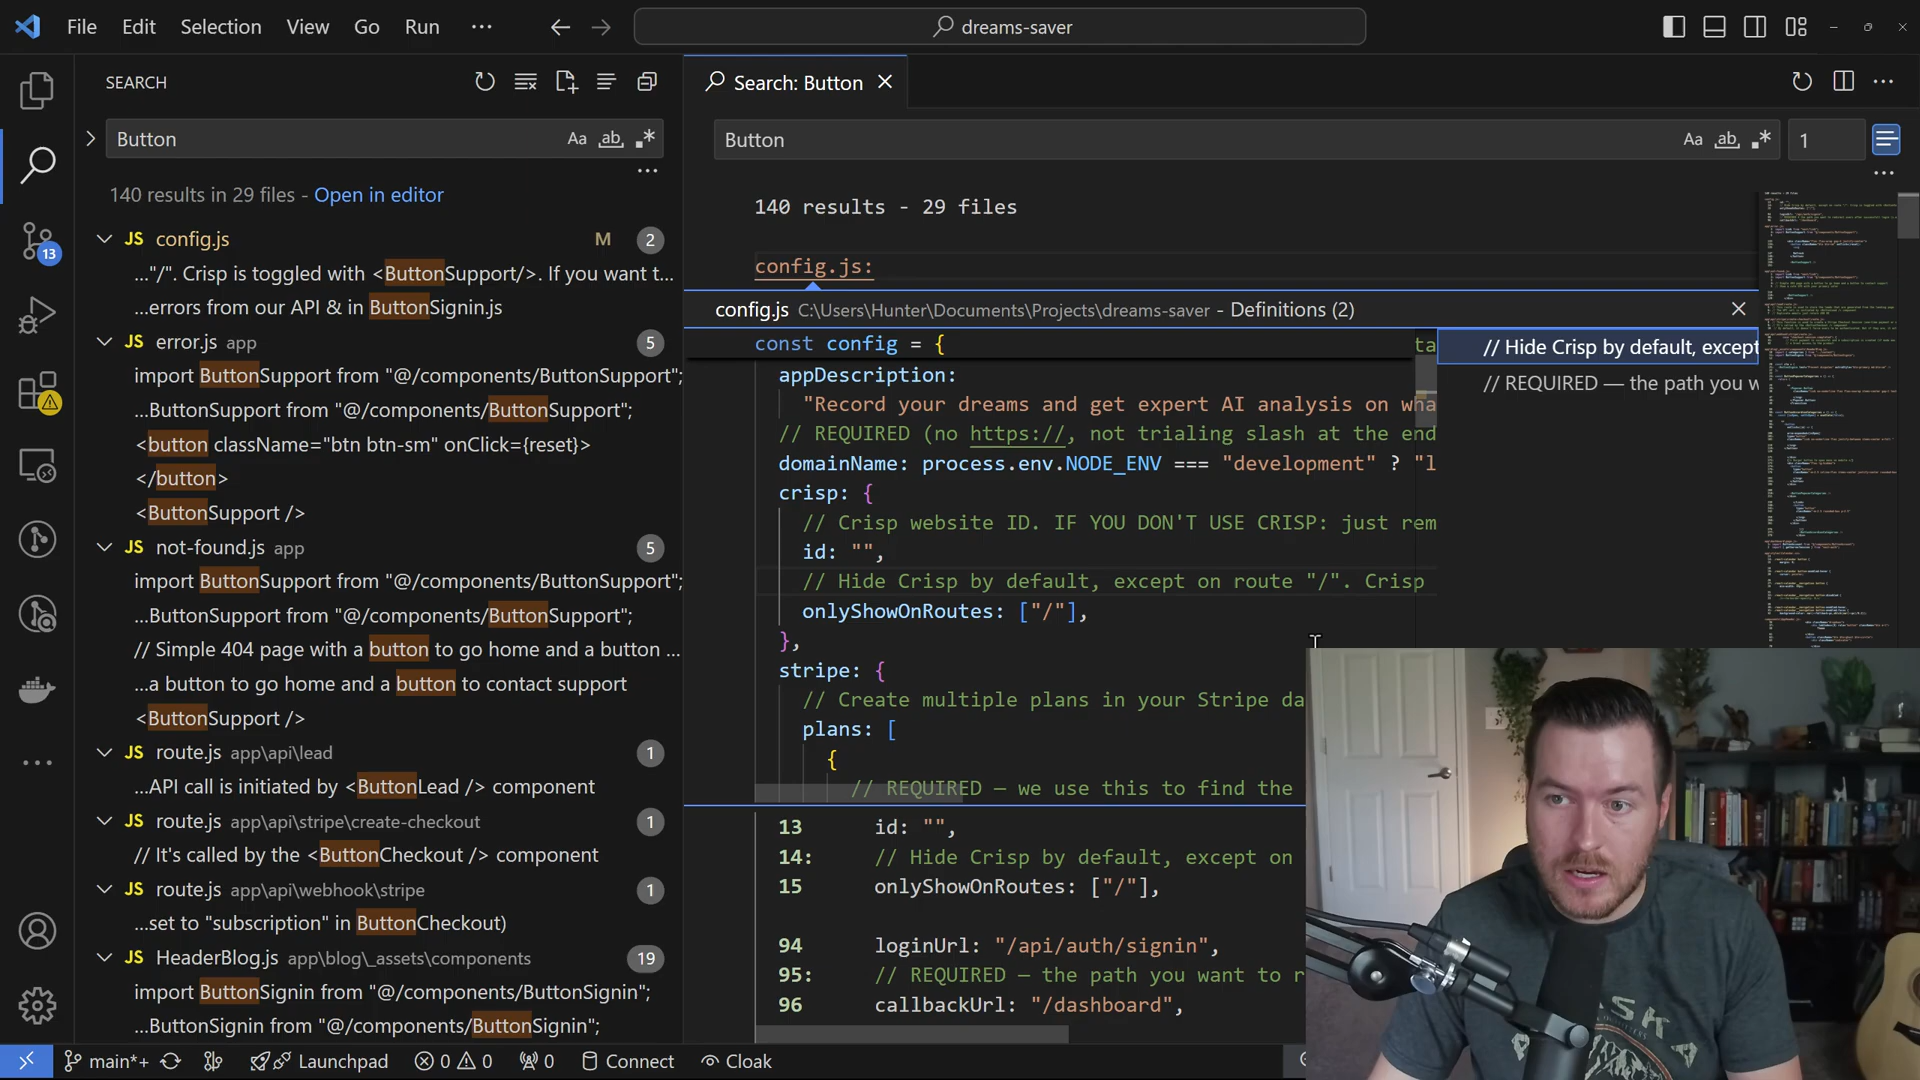 File Edit Selection View Go Run ···
dreams-saver
SEARCH
Button
Aa ab
140 results in 29 files - Open in editor
JS config.js M 2
..."/". Crisp is toggled with <ButtonSupport/>. If you want t...
...errors from our API & in ButtonSignin.js
JS error.js app 5
import ButtonSupport from "@/components/ButtonSupport";
...ButtonSupport from "@/components/ButtonSupport";
<button className="btn btn-sm" onClick={reset}>
</button>
<ButtonSupport />
JS not-found.js app 5
import ButtonSupport from "@/components/ButtonSupport";
...ButtonSupport from "@/components/ButtonSupport";
// Simple 404 page with a button to go home and a button ...
...a button to go home and a button to contact support
<ButtonSupport />
JS route.js app\api\lead 1
...API call is initiated by <ButtonLead /> component
JS route.js app\api\stripe\create-checkout 1
// It's called by the <ButtonCheckout /> component
JS route.js app\api\webhook\stripe 1
...set to "subscription" in ButtonCheckout)
JS HeaderBlog.js app\blog\_assets\components 19
import ButtonSignin from "@/components/ButtonSignin";
...ButtonSignin from "@/components/ButtonSignin";
13
Search: Button
Button
Aa ab 1
140 results - 29 files
config.js:
config.js C:\Users\Hunter\Documents\Projects\dreams-saver - Definitions (2)
const config = {
ta
appDescription:
"Record your dreams and get expert AI analysis on wha
// REQUIRED (no https://, not trialing slash at the end
domainName: process.env.NODE_ENV === "development" ? "l
crisp: {
// Crisp website ID. IF YOU DON'T USE CRISP: just rem
id: "",
// Hide Crisp by default, except on route "/". Crisp
onlyShowOnRoutes: ["/"],
},
stripe: {
// Create multiple plans in your Stripe da
plans: [
{
// REQUIRED — we use this to find the
// Hide Crisp by default, except
// REQUIRED — the path you w
13 id: "",
14: // Hide Crisp by default, except on
15 onlyShowOnRoutes: ["/"],
94 loginUrl: "/api/auth/signin",
95: // REQUIRED — the path you want to r
96 callbackUrl: "/dashboard",
main*+ Launchpad 0 0 0 Connect Cloak